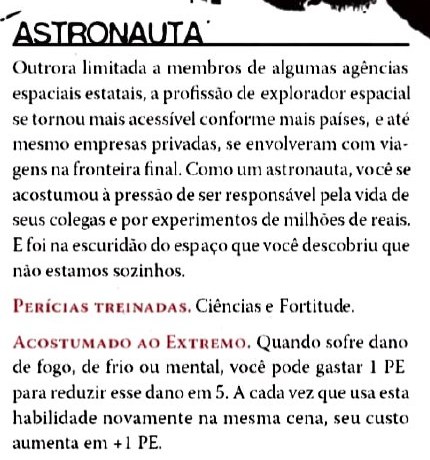 ASTRONAUTA
Outrora limitada a membros de algumas agências
espaciais estatais, a profissão de explorador espacial
se tornou mais acessível conforme mais países, e até
mesmo empresas privadas, se envolveram com via-
gens na fronteira final. Como um astronauta, você se
acostumou à pressão de ser responsável pela vida de
seus colegas e por experimentos de milhões de reais.
E foi na escuridão do espaço que você descobriu que
não estamos sozinhos.
Perícias treinadas. Ciências e Fortitude.
Acostumado ao Extremo. Quando sofre dano
de fogo, de frio ou mental, você pode gastar 1 PE
para reduzir esse dano em 5. A cada vez que usa esta
habilidade novamente na mesma cena, seu custo
aumenta em +1 PE.